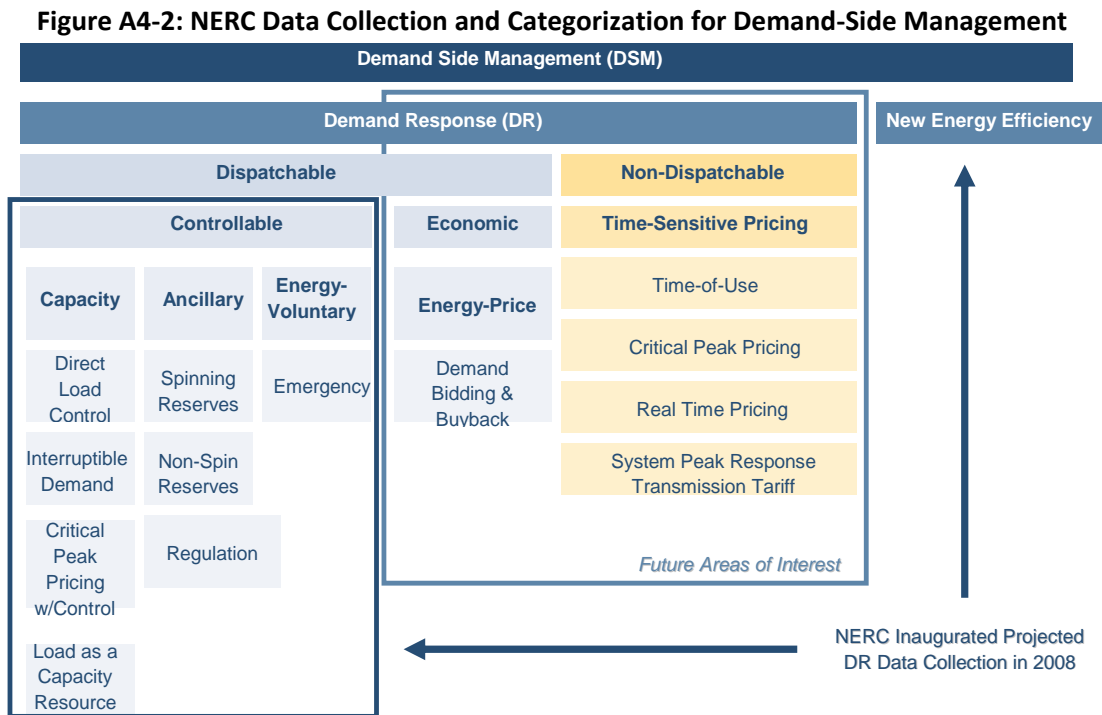 Figure A4-2: NERC Data Collection and Categorization for Demand-Side Management
Demand Side Management (DSM)
Demand Response (DR)
New Energy Efficiency
Dispatchable
Non-Dispatchable
Controllable
Economic
Time-Sensitive Pricing
Capacity
Ancillary
Energy-
Voluntary
Energy-Price
Time-of-Use
Critical Peak Pricing
Real Time Pricing
System Peak Response
Transmission Tariff
Direct
Load
Control
Spinning
Reserves
Emergency
Demand
Bidding &
Buyback
Interruptible
Demand
Non-Spin
Reserves
Critical
Peak
Pricing
w/Control
Regulation
Load as a
Capacity
Resource
Future Areas of Interest
NERC Inaugurated Projected
DR Data Collection in 2008